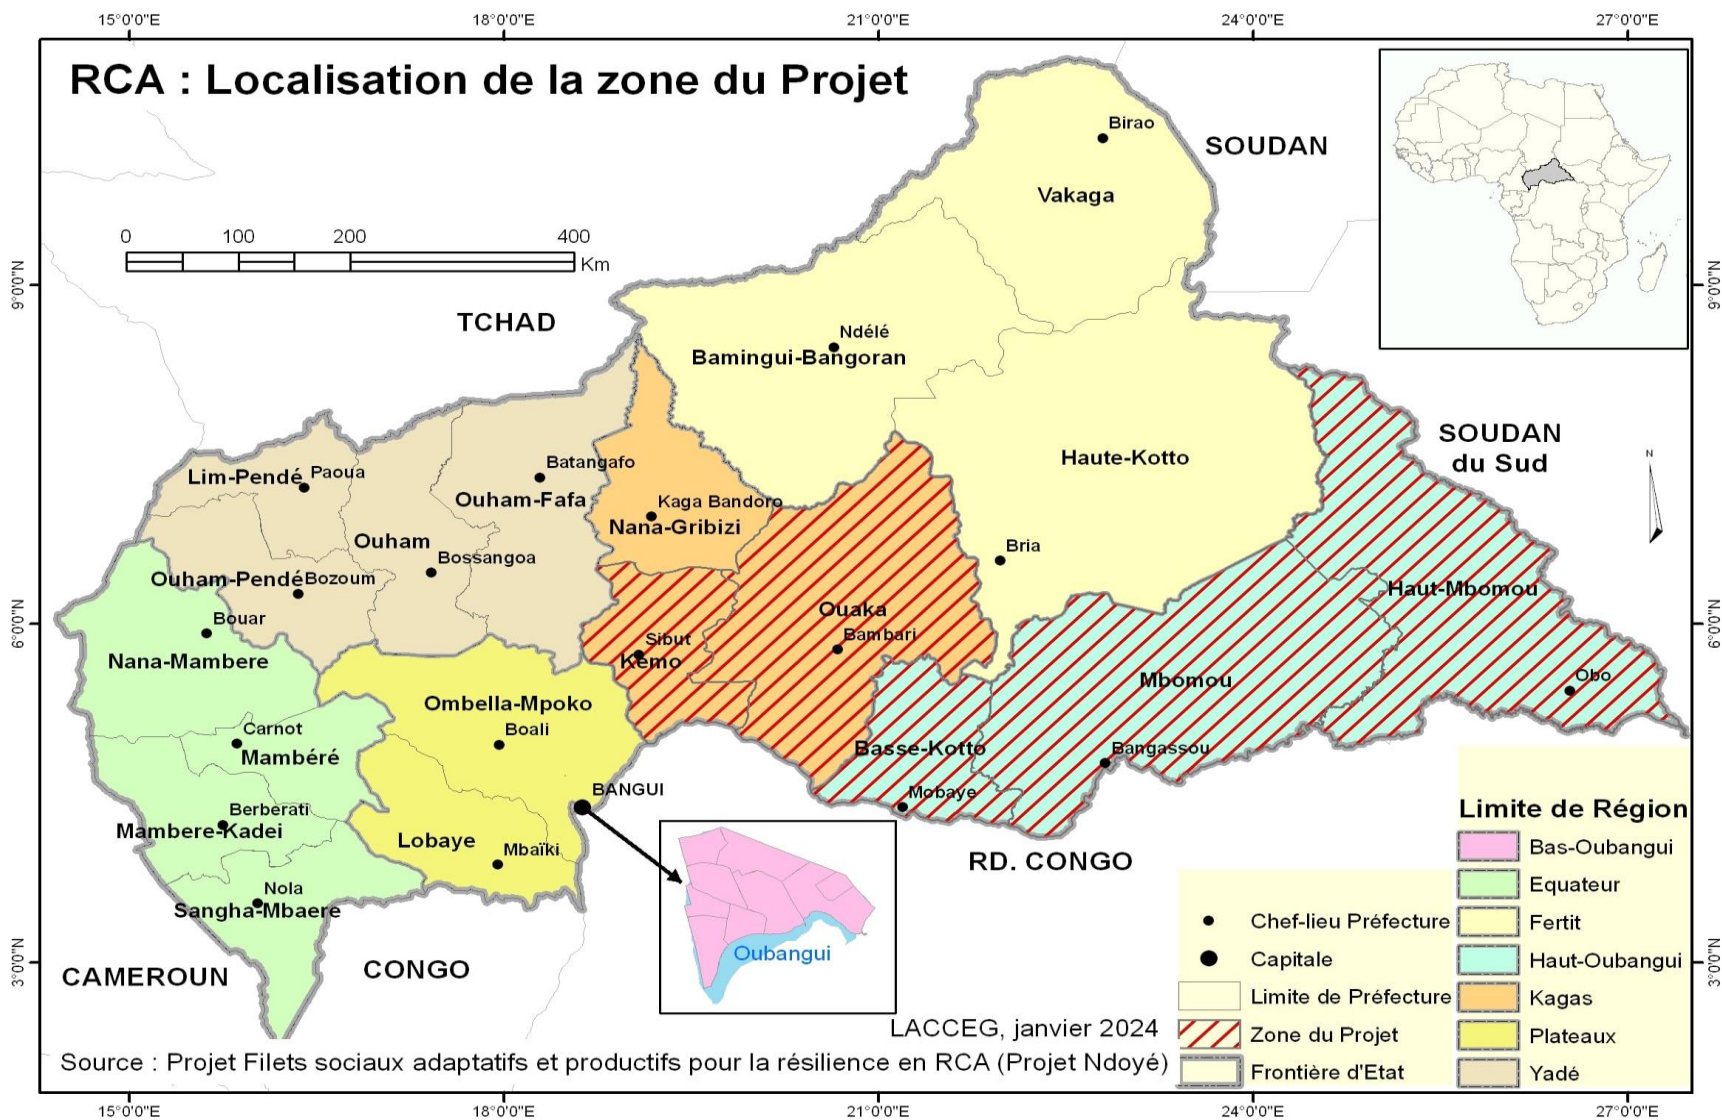 15°0'0"E
18°0'0"E
21°0'0"E
24°0'0"E
27°0'0"E
RCA : Localisation de la zone du Projet
0
100
200
400
Km
9°0'0"N
9°0'0"N
6°0'0"N
6°0'0"N
3°0'0"N
3°0'0"N
Birao
SOUDAN
Vakaga
TCHAD
Ndélé
Bamingui-Bangoran
SOUDAN
du Sud
N
Haute-Kotto
Batangafo
Lim-Pendé
Paoua
Ouham-Fafa
Kaga Bandoro
Nana-Gribizi
Ouham
Bossangoa
Bria
Ouham-Pendé
Bozoum
Haut-Mbomou
Ouaka
Bouar
Sibut
Bambari
Nana-Mambere
Kémo
Mbomou
Obo
Ombella-Mpoko
Carnot
Boali
Mambéré
Basse-Kotto
Bangassou
BANGUI
Mobaye
Berberati
Mambere-Kadei
Lobaye
Mbaïki
RD. CONGO
Nola
Sangha-Mbaere
Oubangui
CAMEROUN
CONGO
Limite de Région
Bas-Oubangui
Equateur
Fertit
Haut-Oubangui
Kagas
Plateaux
Yadé
Chef-lieu Préfecture
Capitale
Limite de Préfecture
Zone du Projet
Frontière d'Etat
LACCEG, janvier 2024
Source : Projet Filets sociaux adaptatifs et productifs pour la résilience en RCA (Projet Ndoyé)
15°0'0"E
18°0'0"E
21°0'0"E
24°0'0"E
27°0'0"E